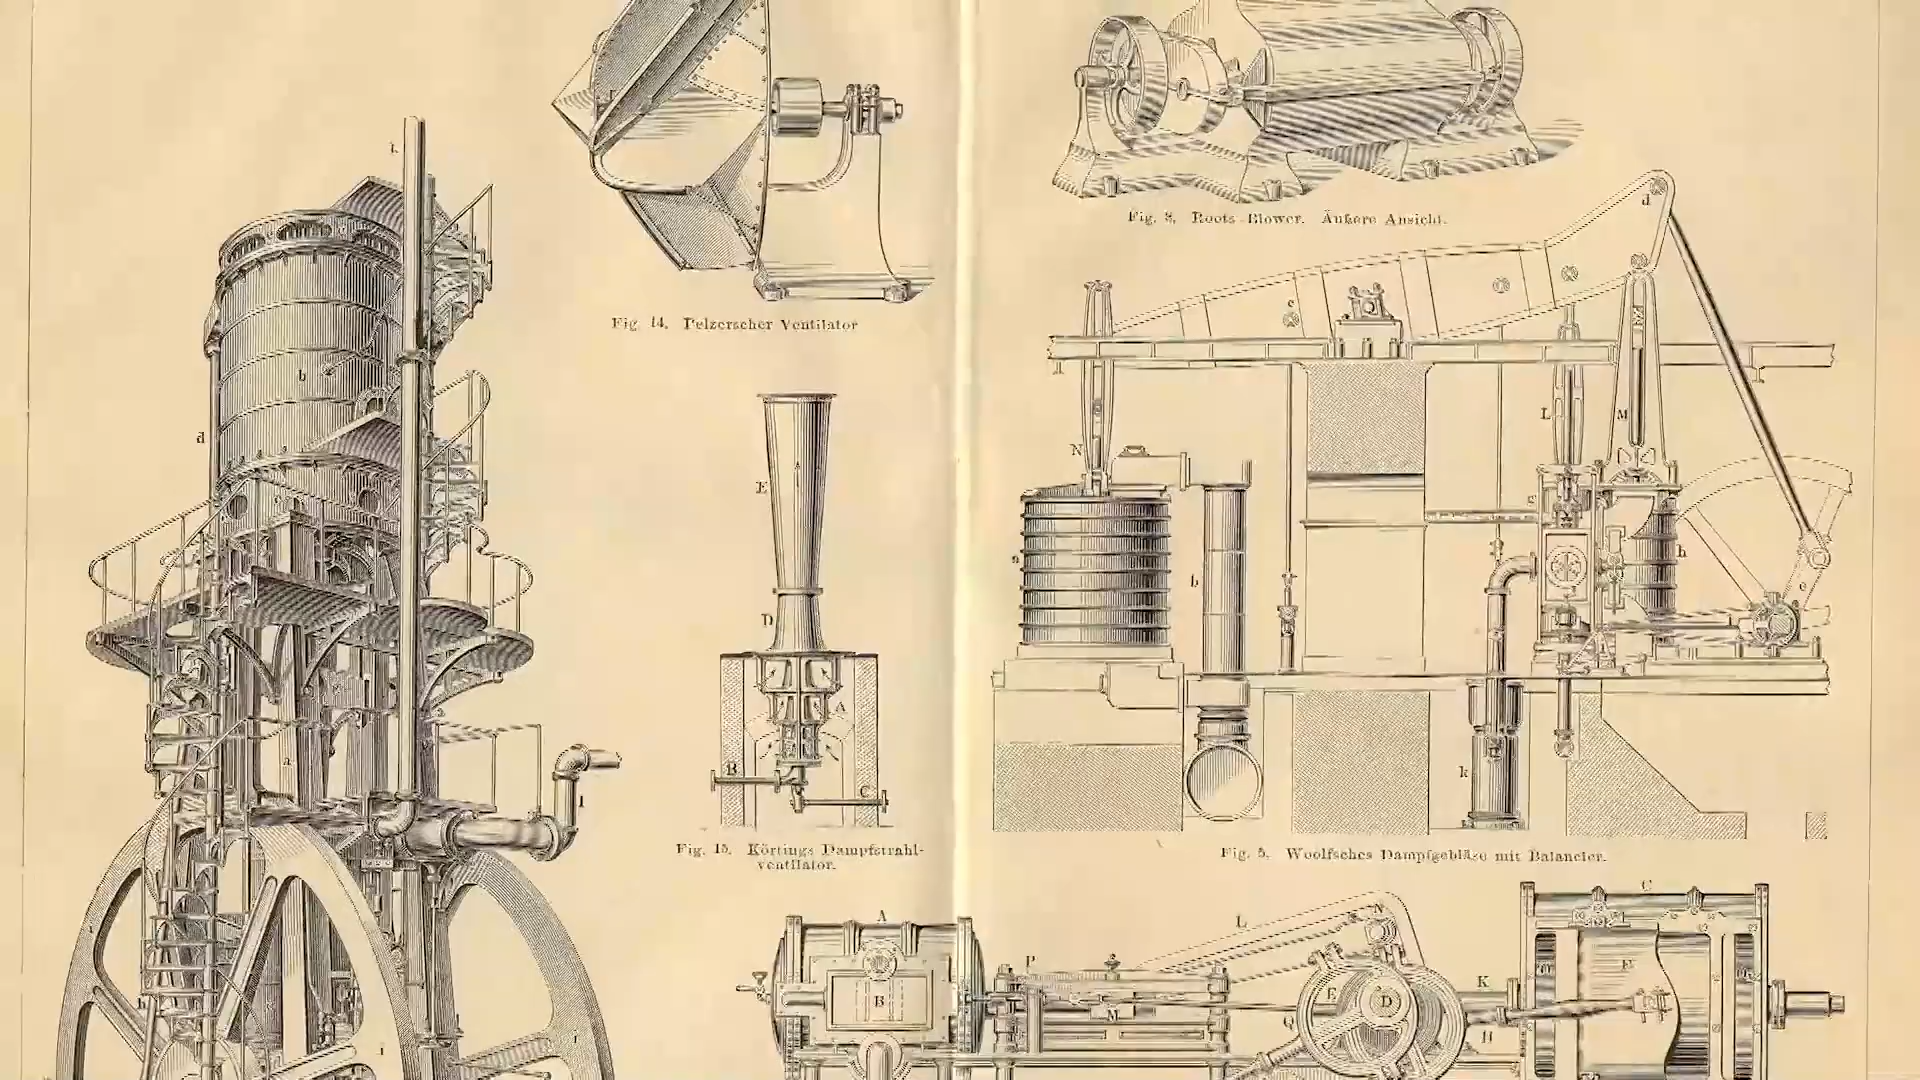 Fig. 14. Pelzerscher Ventilator
Fig. 8. Roots Blower. Äußere Ansicht.
k
b
d
c
a
l
E
D
A
B
C
Fig. 15. Körtings Dampfstrahl-
ventilator.
d
c
N
L
M
a
b
g
h
e
k
Fig. 5. Woolfsches Dampfgebläse mit Balancier.
A
B
P
M
L
N
E
D
Q
K
H
C
F